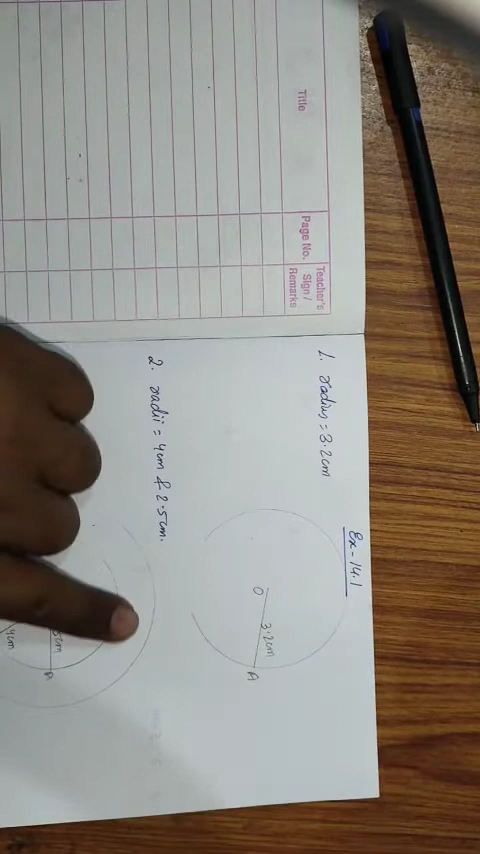 Title
Page No.
Teacher's
Sign /
Remarks
Ex - 14.1
1. radius = 3.2cm
O
3.2cm
A
2. radii = 4cm & 2.5cm.
5cm
4cm